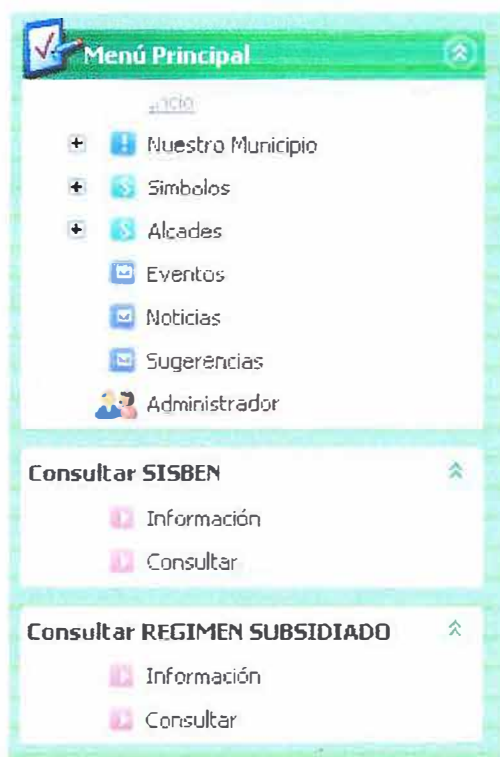 Menú Principal
Inicio
Nuestro Municipio
Simbolos
Alcades
Eventos
Noticias
Sugerencias
Administrador
Consultar SISBEN
Información
Consultar
Consultar REGIMEN SUBSIDIADO
Información
Consultar